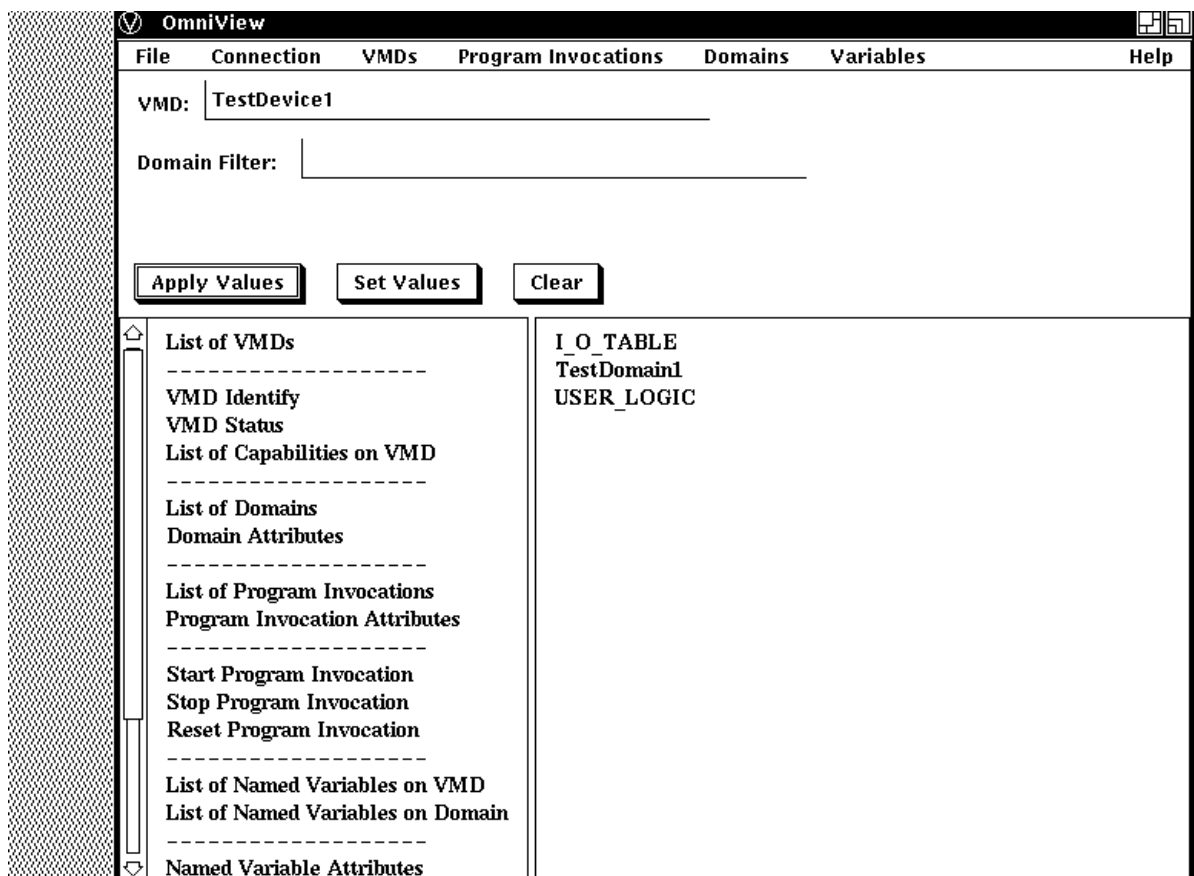 OmniView
File Connection VMDs Program Invocations Domains Variables Help
VMD: TestDevice1
Domain Filter:
Apply Values Set Values Clear
List of VMDs
-------------------
VMD Identify
VMD Status
List of Capabilities on VMD
-------------------
List of Domains
Domain Attributes
-------------------
List of Program Invocations
Program Invocation Attributes
-------------------
Start Program Invocation
Stop Program Invocation
Reset Program Invocation
-------------------
List of Named Variables on VMD
List of Named Variables on Domain
-------------------
Named Variable Attributes
I_O_TABLE
TestDomain1
USER_LOGIC